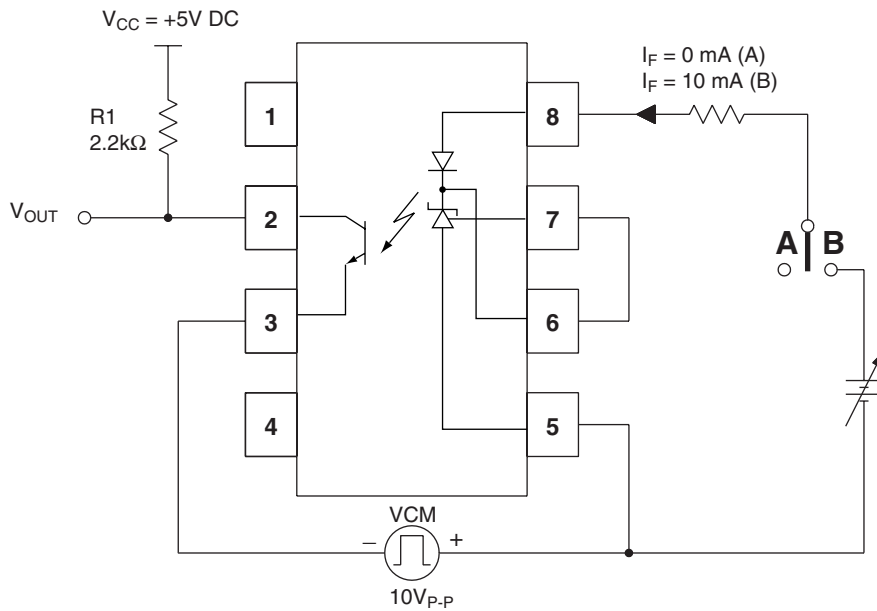 V_CC = +5V DC
R1
2.2kΩ
V_OUT
1
2
3
4
8
7
6
5
I_F = 0 mA (A)
I_F = 10 mA (B)
A B
VCM
– +
10V_P-P